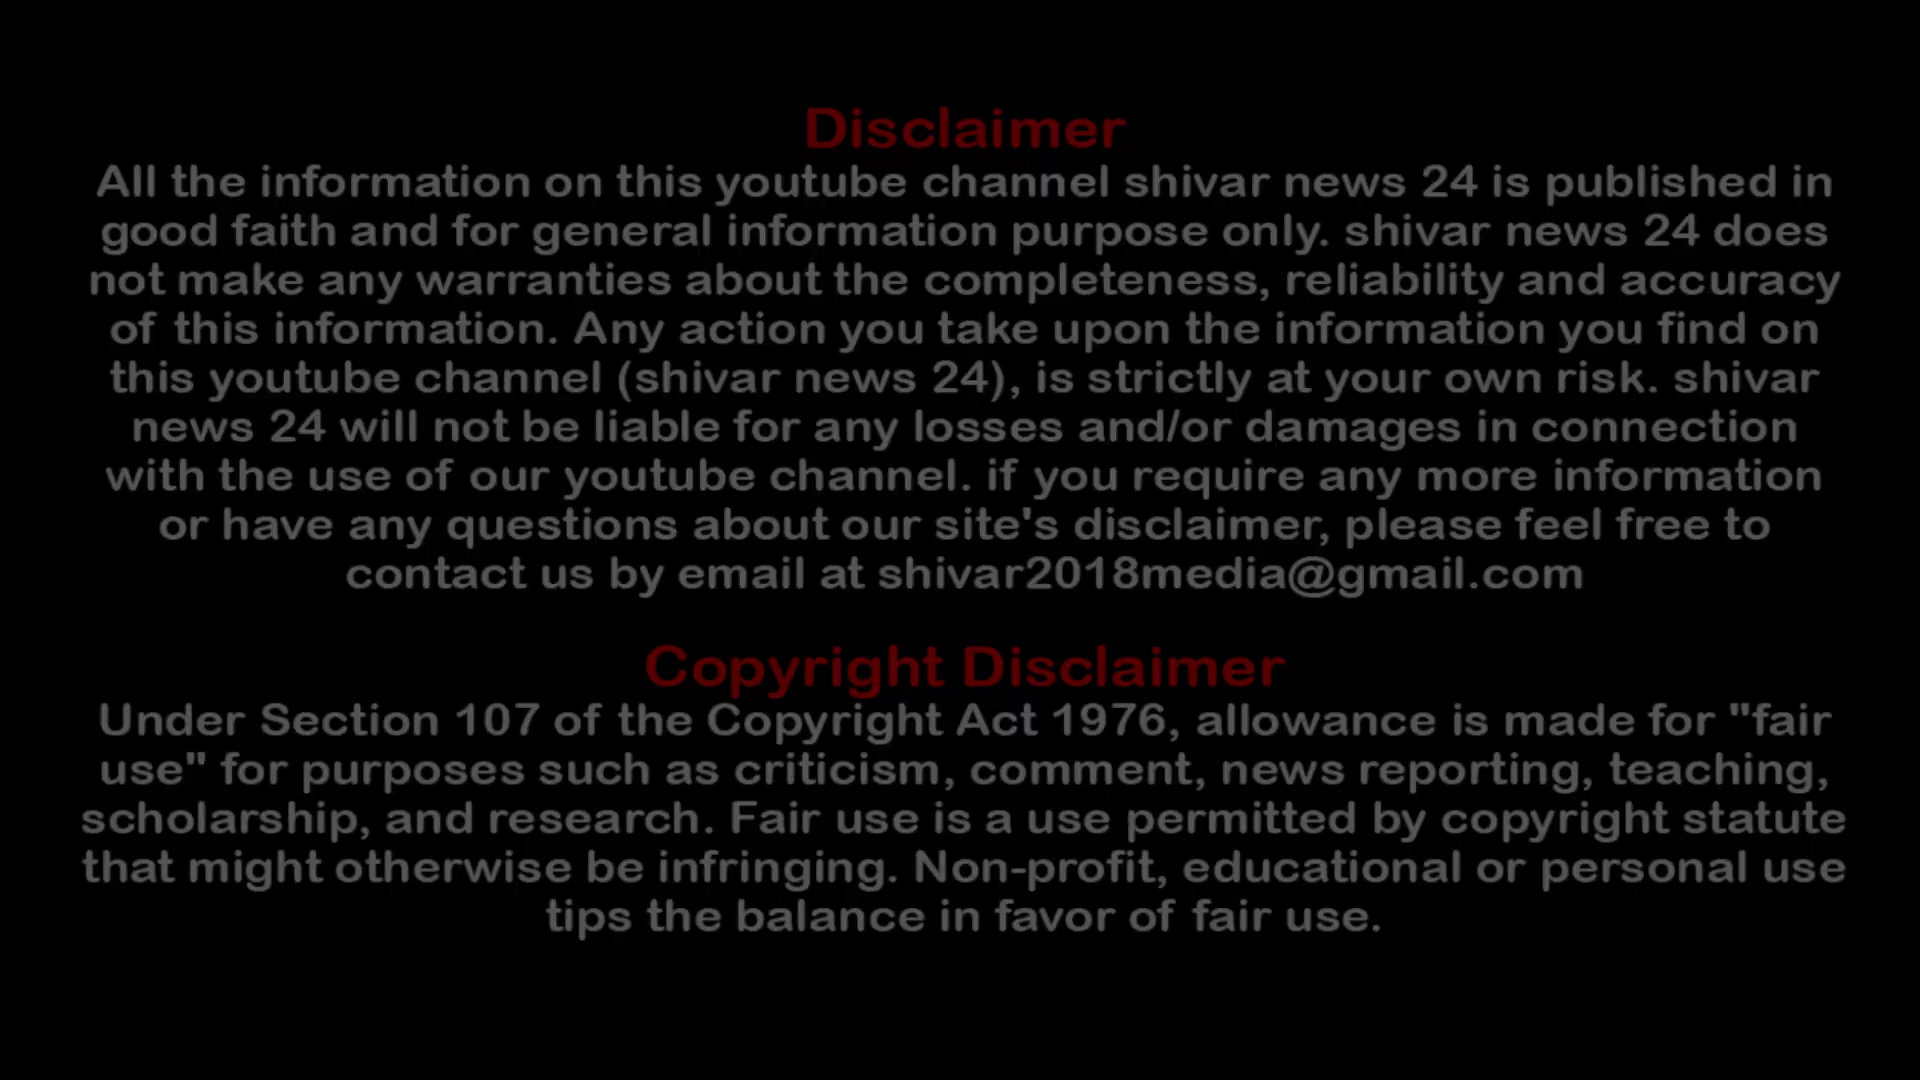 Disclaimer
All the information on this youtube channel shivar news 24 is published in
good faith and for general information purpose only. shivar news 24 does
not make any warranties about the completeness, reliability and accuracy
of this information. Any action you take upon the information you find on
this youtube channel (shivar news 24), is strictly at your own risk. shivar
news 24 will not be liable for any losses and/or damages in connection
with the use of our youtube channel. if you require any more information
or have any questions about our site's disclaimer, please feel free to
contact us by email at shivar2018media@gmail.com
Copyright Disclaimer
Under Section 107 of the Copyright Act 1976, allowance is made for "fair
use" for purposes such as criticism, comment, news reporting, teaching,
scholarship, and research. Fair use is a use permitted by copyright statute
that might otherwise be infringing. Non-profit, educational or personal use
tips the balance in favor of fair use.